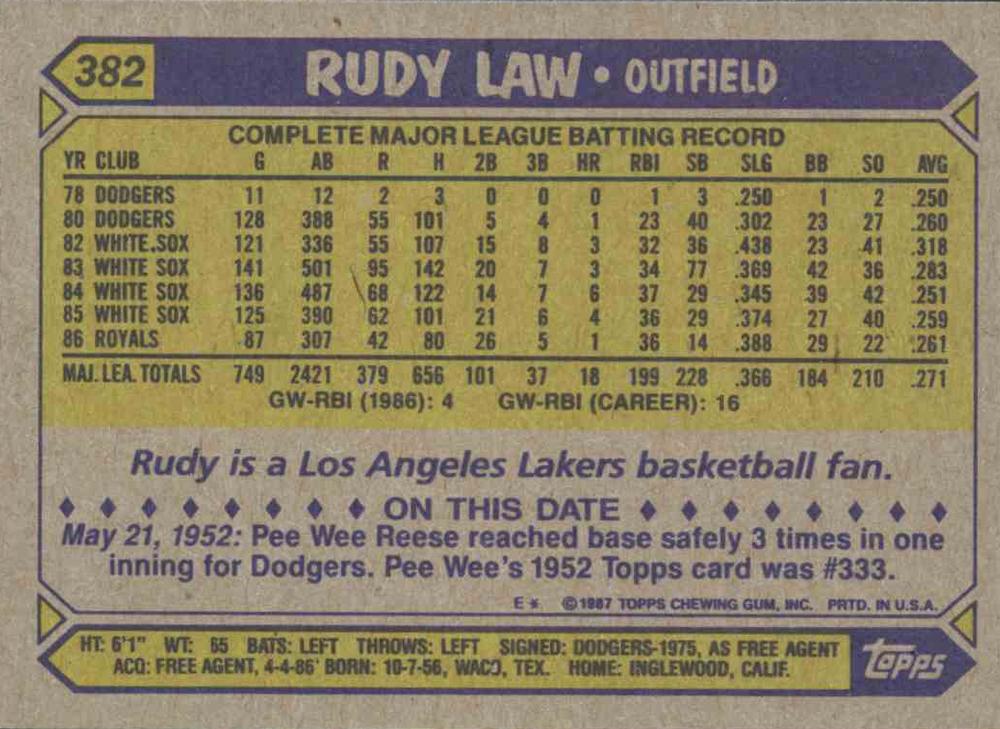 382
RUDY LAW • OUTFIELD
COMPLETE MAJOR LEAGUE BATTING RECORD
YR CLUB G AB R H 2B 3B HR RBI SB SLG BB SO AVG
78 DODGERS 11 12 2 3 0 0 0 1 3 .250 1 2 .250
80 DODGERS 128 388 55 101 5 4 1 23 40 .302 23 27 .260
82 WHITE SOX 121 336 55 107 15 8 3 32 36 .438 23 41 .318
83 WHITE SOX 141 501 95 142 20 7 3 34 77 .369 42 36 .283
84 WHITE SOX 136 487 68 122 14 7 6 37 29 .345 39 42 .251
85 WHITE SOX 125 390 62 101 21 6 4 36 29 .374 27 40 .259
86 ROYALS 87 307 42 80 26 5 1 36 14 .388 29 22 .261
MAJ. LEA. TOTALS 749 2421 379 656 101 37 18 199 228 .366 184 210 .271
GW-RBI (1986): 4 GW-RBI (CAREER): 16
Rudy is a Los Angeles Lakers basketball fan.
♦ ♦ ♦ ♦ ♦ ♦ ♦ ♦ ON THIS DATE ♦ ♦ ♦ ♦ ♦ ♦ ♦ ♦
May 21, 1952: Pee Wee Reese reached base safely 3 times in one
inning for Dodgers. Pee Wee's 1952 Topps card was #333.
E* ©1987 TOPPS CHEWING GUM, INC. PRTD. IN U.S.A.
HT: 6'1" WT: 65 BATS: LEFT THROWS: LEFT SIGNED: DODGERS-1975, AS FREE AGENT
ACQ: FREE AGENT, 4-4-86 BORN: 10-7-56, WACO, TEX. HOME: INGLEWOOD, CALIF.
topps